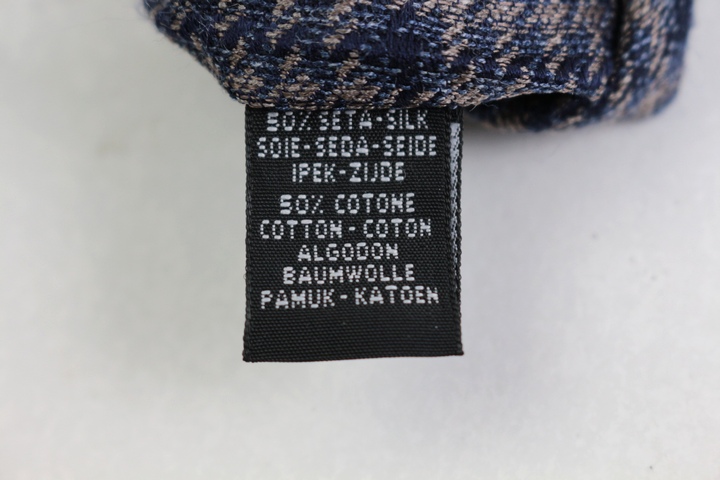 50% SETA-SILK
SOIE-SEDA-SEIDE
IPEK-ZIJDE
50% COTONE
COTTON-COTON
ALGODON
BAUMWOLLE
PAMUK-KATOEN